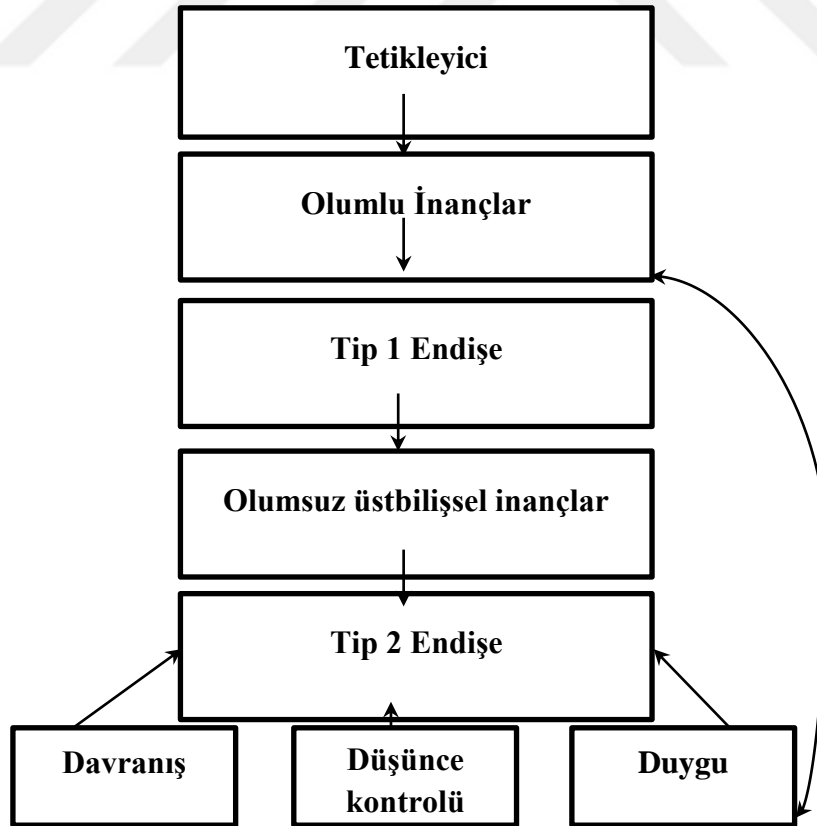 Tetikleyici
Olumlu İnançlar
Tip 1 Endişe
Olumsuz üstbilişsel inançlar
Tip 2 Endişe
Davranış
Düşünce
kontrolü
Duygu